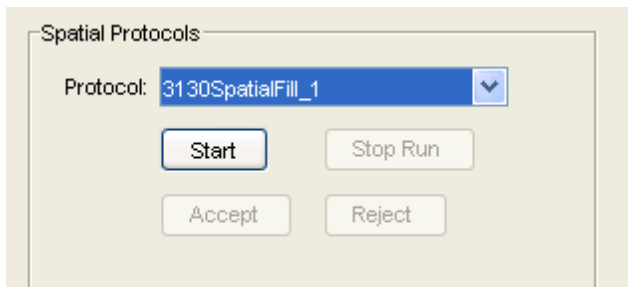 Spatial Protocols
Protocol: 3130SpatialFill_1
Start Stop Run
Accept Reject